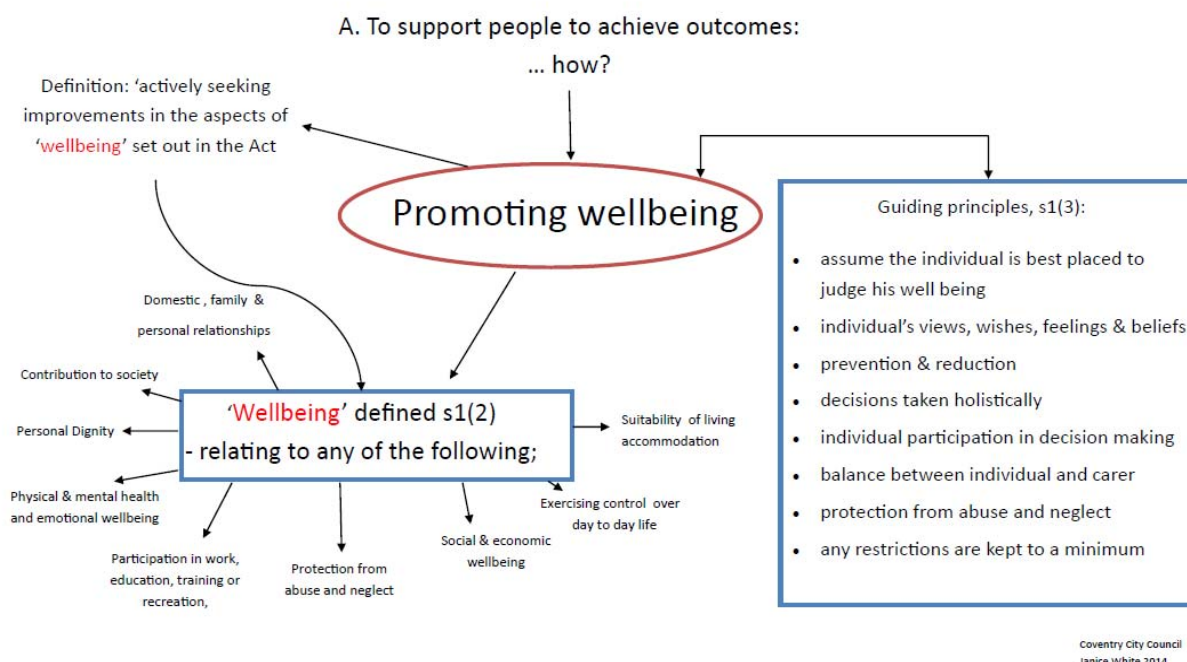 A. To support people to achieve outcomes:
... how?
Definition: ‘actively seeking
improvements in the aspects of
‘wellbeing’ set out in the Act
Promoting wellbeing
Guiding principles, s1(3):
• assume the individual is best placed to
judge his well being
• individual’s views, wishes, feelings & beliefs
• prevention & reduction
• decisions taken holistically
• individual participation in decision making
• balance between individual and carer
• protection from abuse and neglect
• any restrictions are kept to a minimum
Domestic , family &
personal relationships
Contribution to society
Personal Dignity
Physical & mental health
and emotional wellbeing
‘Wellbeing’ defined s1(2)
- relating to any of the following;
Suitability of living
accommodation
Exercising control over
day to day life
Social & economic
wellbeing
Protection from
abuse and neglect
Participation in work,
education, training or
recreation,
Coventry City Council
Janice White 2014